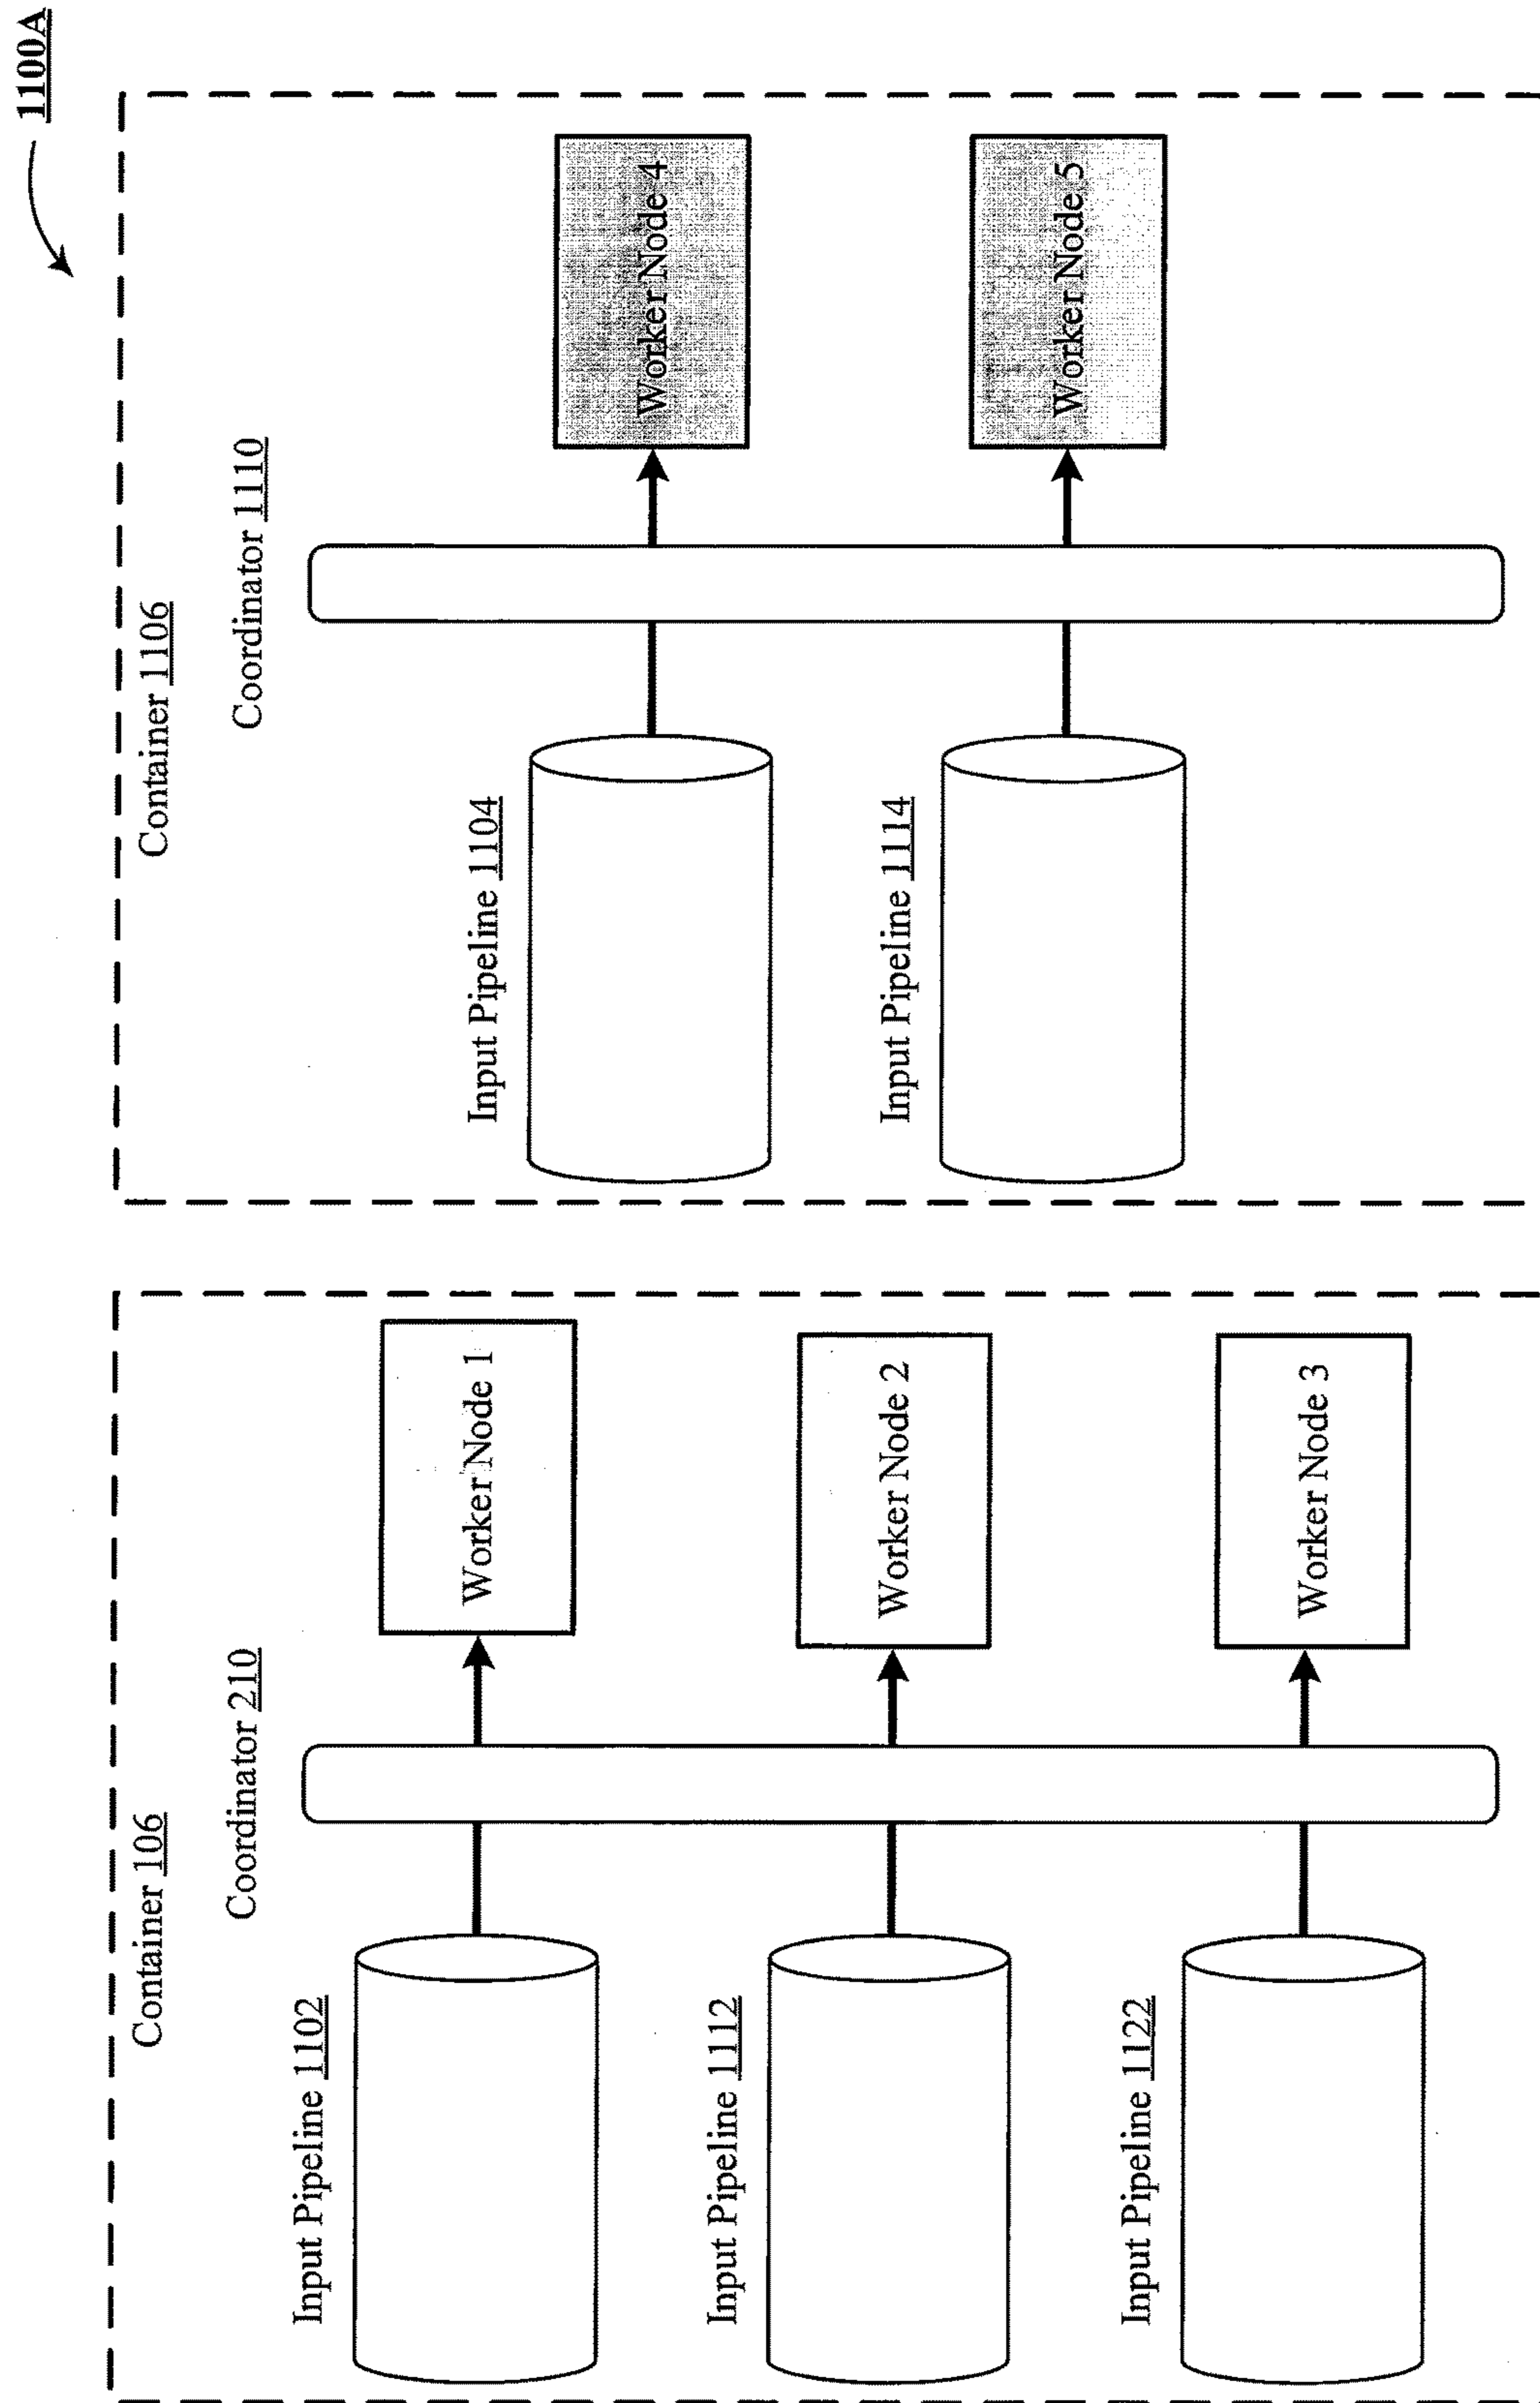 1100A
Container 106
Coordinator 210
Input Pipeline 1102
Worker Node 1
Input Pipeline 1112
Worker Node 2
Input Pipeline 1122
Worker Node 3
Container 1106
Coordinator 1110
Input Pipeline 1104
Worker Node 4
Input Pipeline 1114
Worker Node 5